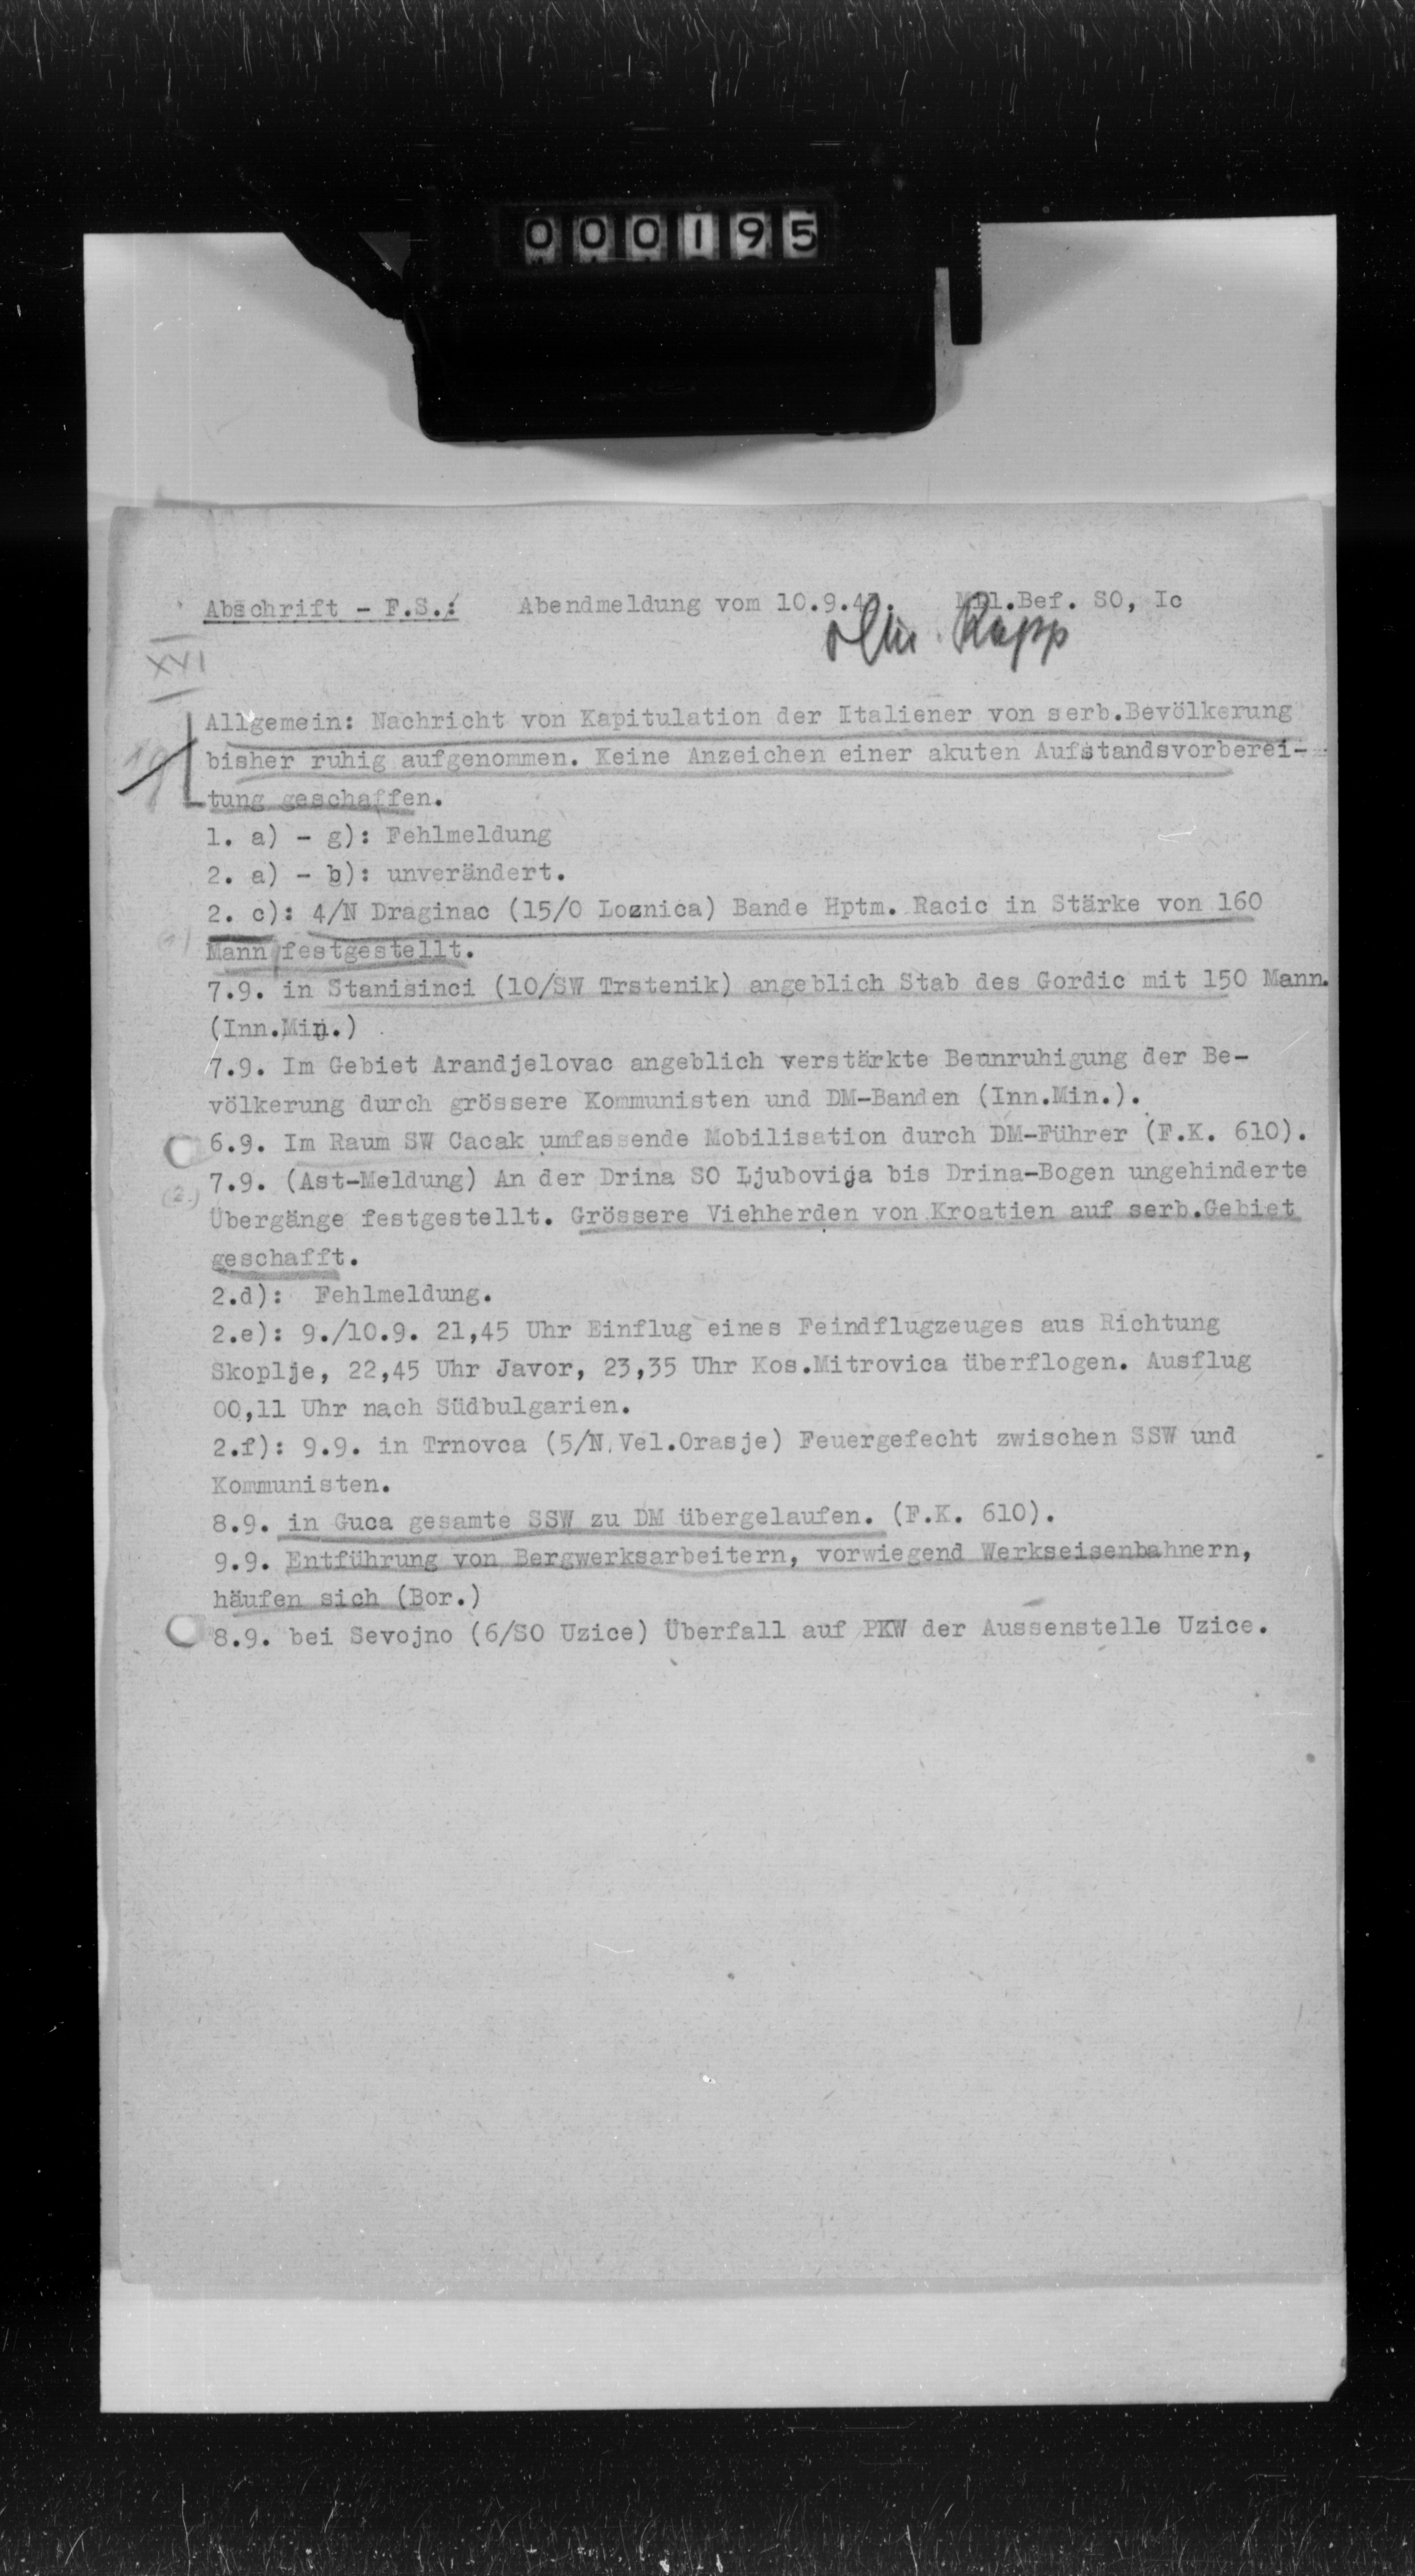 000195
Abschrift - F.S.: Abendmeldung vom 10.9.4 . Mil.Bef. SO, Ic
Rapp
XVI
Allgemein: Nachricht von Kapitulation der Italiener von serb.Bevölkerung
bisher ruhig aufgenommen. Keine Anzeichen einer akuten Aufstandsvorberei-
tung geschaffen.
1. a) - g): Fehlmeldung
2. a) - b): unverändert.
2. c): 4/N Draginac (15/O Loznica) Bande Hptm. Racic in Stärke von 160
(1)
Mann festgestellt.
7.9. in Stanisinci (10/SW Trstenik) angeblich Stab des Gordic mit 150 Mann.
(Inn.Min.)
7.9. Im Gebiet Arandjelovac angeblich verstärkte Beunruhigung der Be-
völkerung durch grössere Kommunisten und DM-Banden (Inn.Min.).
6.9. Im Raum SW Cacak umfassende Mobilisation durch DM-Führer (F.K. 610).
7.9. (Ast-Meldung) An der Drina SO Ljubovija bis Drina-Bogen ungehinderte
(2.)
Übergänge festgestellt. Grössere Viehherden von Kroatien auf serb.Gebiet
geschafft.
2.d): Fehlmeldung.
2.e): 9./10.9. 21,45 Uhr Einflug eines Feindflugzeuges aus Richtung
Skoplje, 22,45 Uhr Javor, 23,35 Uhr Kos.Mitrovica überflogen. Ausflug
00,11 Uhr nach Südbulgarien.
2.f): 9.9. in Trnovca (5/N.Vel.Orasje) Feuergefecht zwischen SSW und
Kommunisten.
8.9. in Guca gesamte SSW zu DM übergelaufen. (F.K. 610).
9.9. Entführung von Bergwerksarbeitern, vorwiegend Werkseisenbahnern,
häufen sich (Bor.)
8.9. bei Sevojno (6/SO Uzice) Überfall auf PKW der Aussenstelle Uzice.